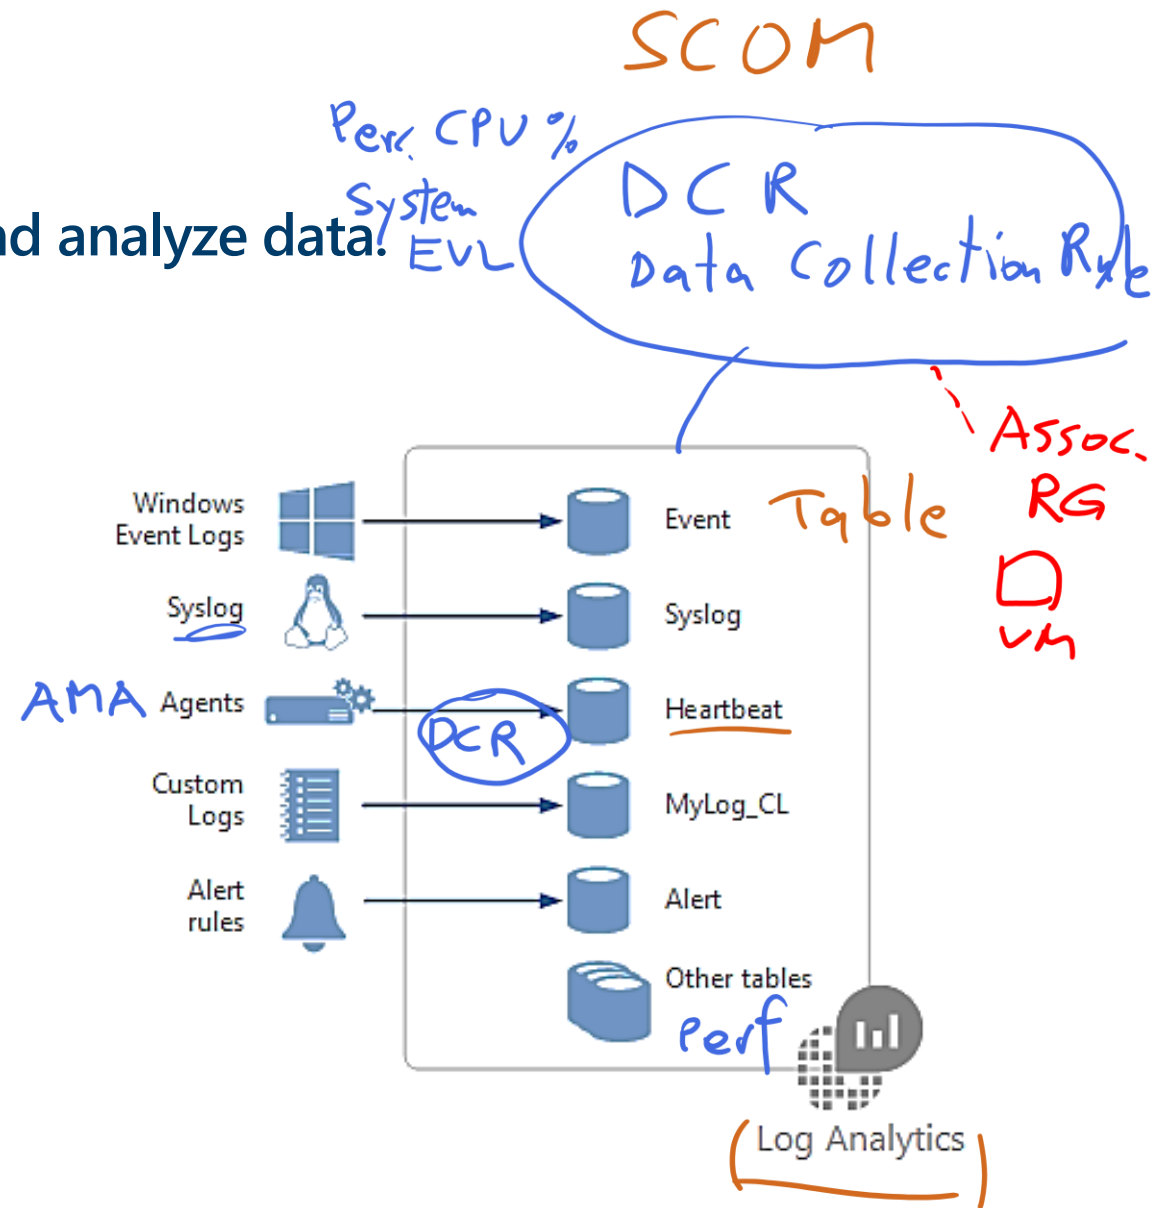 SCOM
Perf. CPU %
System
EVL
DCR
Data Collection Rule
nd analyze data.
Assoc.
RG
VM
Table
Windows
Event Logs
Event
Syslog
Syslog
AMA Agents
DCR
Heartbeat
Custom
Logs
MyLog_CL
Alert
rules
Alert
Other tables
Perf
Log Analytics